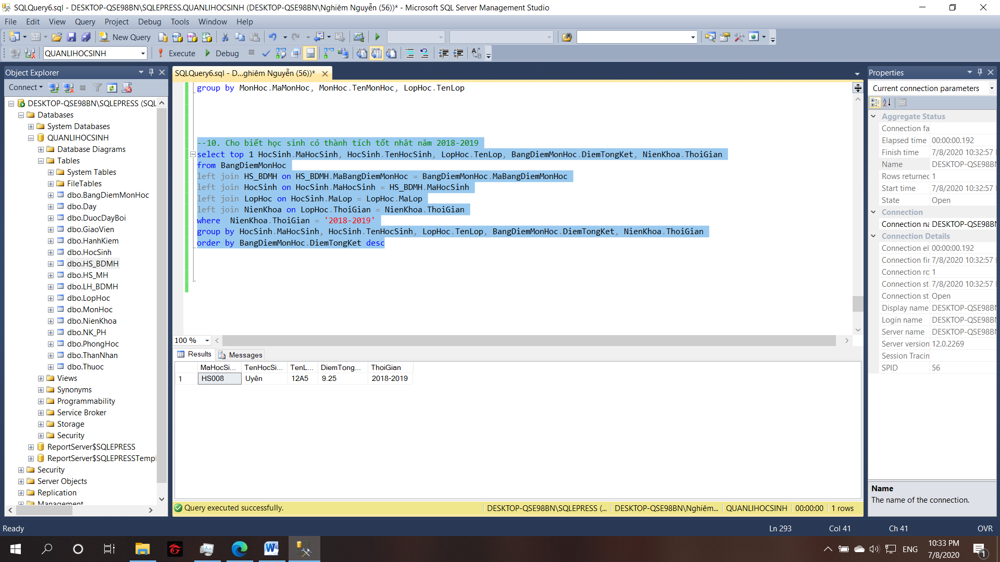 SQLQuery6.sql - DESKTOP-QSE98BN\SQLEPRESS.QUANLIHOCSINH (DESKTOP-QSE98BN\Nghiêm Nguyễn (56))* - Microsoft SQL Server Management Studio
File Edit View Query Project Debug Tools Window Help
New Query
QUANLIHOCSINH Execute Debug
Object Explorer
Connect
DESKTOP-QSE98BN\SQLEPRESS (SQL
Databases
System Databases
QUANLIHOCSINH
Database Diagrams
Tables
System Tables
FileTables
dbo.BangDiemMonHoc
dbo.Day
dbo.DuocDayBoi
dbo.GiaoVien
dbo.HanhKiem
dbo.HocSinh
dbo.HS_BDMH
dbo.HS_MH
dbo.LH_BDMH
dbo.LopHoc
dbo.MonHoc
dbo.NienKhoa
dbo.NK_PH
dbo.PhongHoc
dbo.ThanNhan
dbo.Thuoc
Views
Synonyms
Programmability
Service Broker
Storage
Security
ReportServer$SQLEPRESS
ReportServer$SQLEPRESSTempl
Security
Server Objects
Replication
Management
SQLQuery6.sql - D...ghiêm Nguyễn (56))*
group by MonHoc.MaMonHoc, MonHoc.TenMonHoc, LopHoc.TenLop
--10. Cho biết học sinh có thành tích tốt nhât năm 2018-2019
select top 1 HocSinh.MaHocSinh, HocSinh.TenHocSinh, LopHoc.TenLop, BangDiemMonHoc.DiemTongKet, NienKhoa.ThoiGian
from BangDiemMonHoc
left join HS_BDMH on HS_BDMH.MaBangDiemMonHoc = BangDiemMonHoc.MaBangDiemMonHoc
left join HocSinh on HocSinh.MaHocSinh = HS_BDMH.MaHocSinh
left join LopHoc on HocSinh.MaLop = LopHoc.MaLop
left join NienKhoa on LopHoc.ThoiGian = NienKhoa.ThoiGian
where  NienKhoa.ThoiGian = '2018-2019'
group by HocSinh.MaHocSinh, HocSinh.TenHocSinh, LopHoc.TenLop, BangDiemMonHoc.DiemTongKet, NienKhoa.ThoiGian
order by BangDiemMonHoc.DiemTongKet desc
100 %
Results Messages
MaHocSi... TenHocSi... TenL... DiemTong... ThoiGian
1 HS008 Uyên 12A5 9.25 2018-2019
Query executed successfully. DESKTOP-QSE98BN\SQLEPRESS (... DESKTOP-QSE98BN\Nghiêm... QUANLIHOCSINH 00:00:00 1 rows
Properties
Current connection parameters
Aggregate Status
Connection fa
Elapsed time 00:00:00.192
Finish time 7/8/2020 10:32:57
Name DESKTOP-QSE98BN
Rows returned 1
Start time 7/8/2020 10:32:57
State Open
Connection
Connection na DESKTOP-QSE98BN
Connection Details
Connection el 00:00:00.192
Connection fir 7/8/2020 10:32:57
Connection ro 1
Connection st 7/8/2020 10:32:57
Connection st Open
Display name DESKTOP-QSE98BN
Login name DESKTOP-QSE98BN
Server name DESKTOP-QSE98BN
Server version 12.0.2269
Session Tracin
SPID 56
Name
The name of the connection.
Ready Ln 293 Col 41 Ch 41 OVR
ENG
10:33 PM
7/8/2020
1